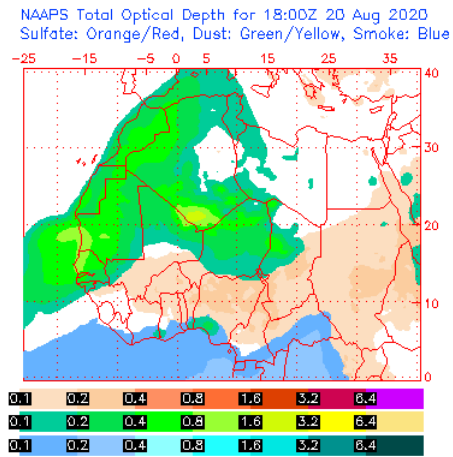 NAAPS Total Optical Depth for 18:00Z 20 Aug 2020
Sulfate: Orange/Red, Dust: Green/Yellow, Smoke: Blue
-25 -15 -5 0 5 15 25 35
40
30
20
10
0
0.1 0.2 0.4 0.8 1.6 3.2 6.4
0.1 0.2 0.4 0.8 1.6 3.2 6.4
0.1 0.2 0.4 0.8 1.6 3.2 6.4